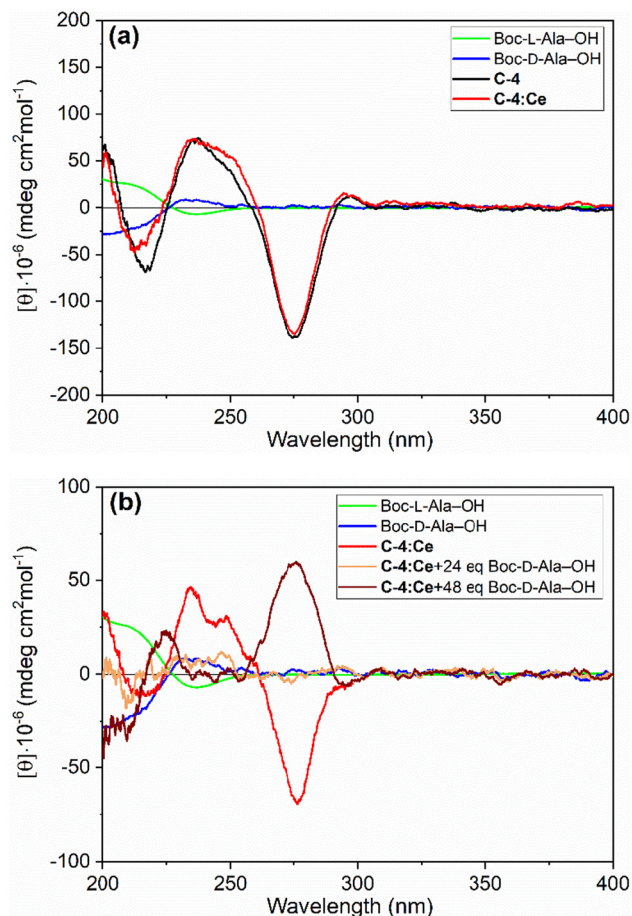 (a)
Boc-L-Ala–OH
Boc-D-Ala–OH
C-4
C-4:Ce
200
150
100
50
0
-50
-100
-150
-200
[θ]·10⁻⁶ (mdeg cm²mol⁻¹)
200 250 300 350 400
Wavelength (nm)
(b)
Boc-L-Ala–OH
Boc-D-Ala–OH
C-4:Ce
C-4:Ce+24 eq Boc-D-Ala–OH
C-4:Ce+48 eq Boc-D-Ala–OH
100
50
0
-50
-100
[θ]·10⁻⁶ (mdeg cm²mol⁻¹)
200 250 300 350 400
Wavelength (nm)